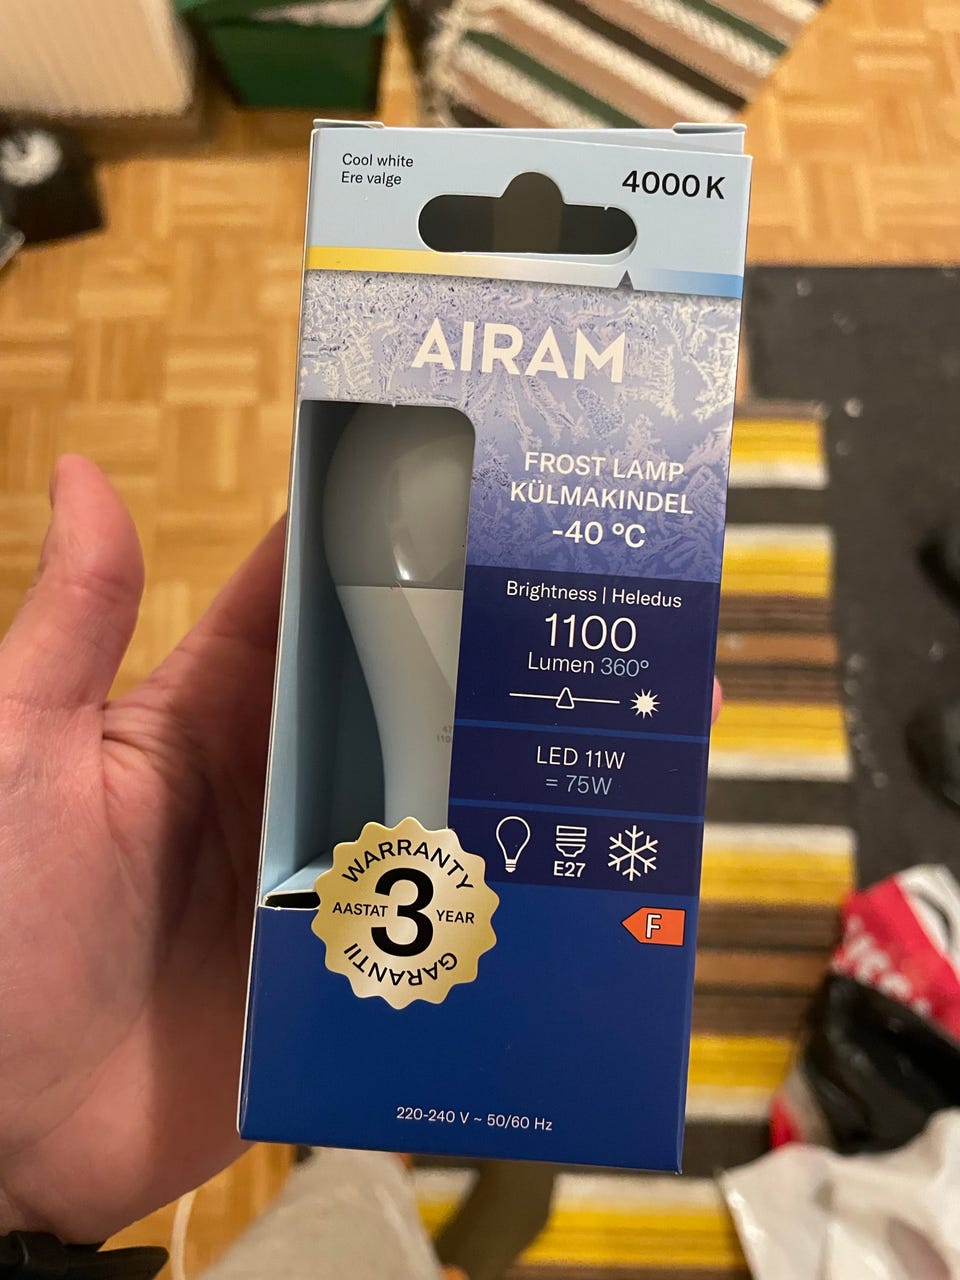 Cool white
Ere valge
4000 K
AIRAM
FROST LAMP
KÜLMAKINDEL
-40 °C
Brightness | Heledus
1100
Lumen 360°
LED 11W
= 75W
E27
WARRANTY
AASTAT 3 YEAR
GARANTII
F
220-240 V ~ 50/60 Hz